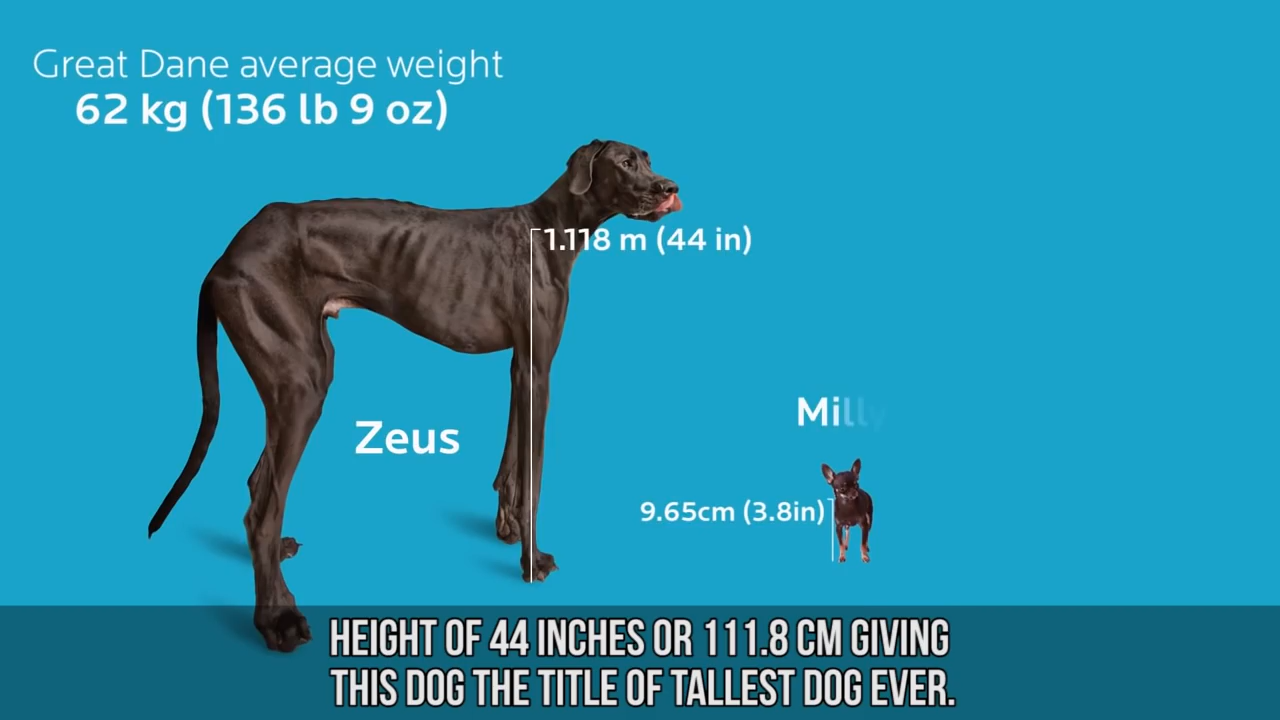 Great Dane average weight
62 kg (136 lb 9 oz)
1.118 m (44 in)
Zeus
Milly
9.65cm (3.8in)
HEIGHT OF 44 INCHES OR 111.8 CM GIVING
THIS DOG THE TITLE OF TALLEST DOG EVER.